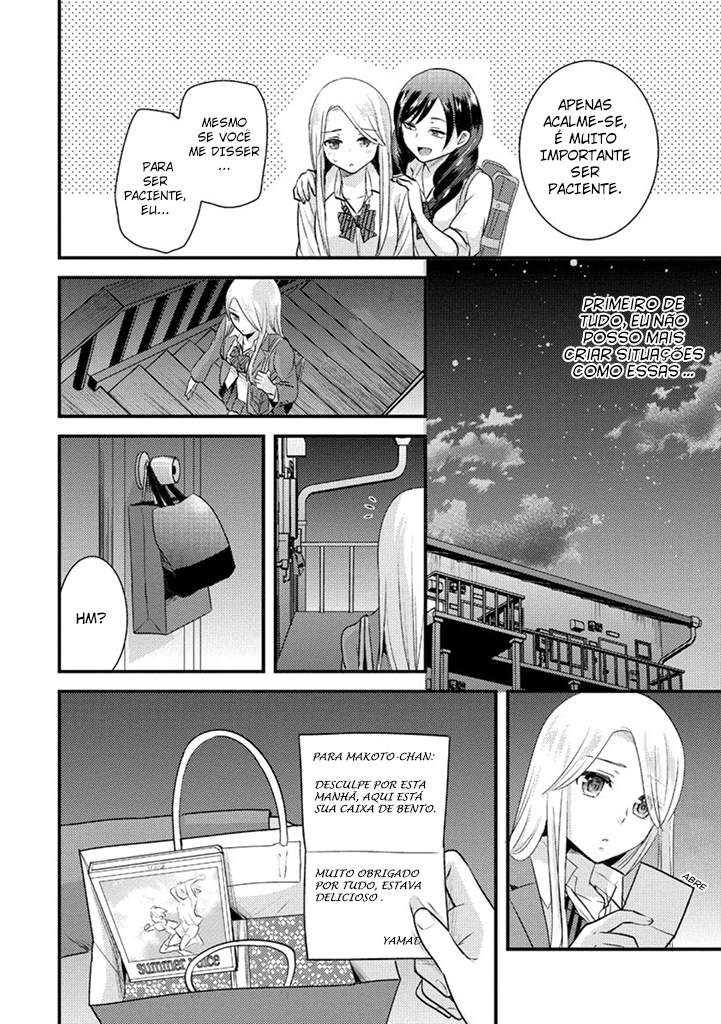 APENAS
ACALME-SE,
É MUITO
IMPORTANTE
SER
PACIENTE.
MESMO
SE VOCÊ
ME DISSER
...
PARA
SER
PACIENTE,
EU...
PRIMEIRO DE
TUDO, EU NÃO
POSSO MAIS
CRIAR SITUAÇÕES
COMO ESSAS ...
HM?
ABRE
PARA MAKOTO-CHAN:
DESCULPE POR ESTA
MANHÃ, AQUI ESTÁ
SUA CAIXA DE BENTO.
MUITO OBRIGADO
POR TUDO, ESTAVA
DELICIOSO .
YAMAD
summer